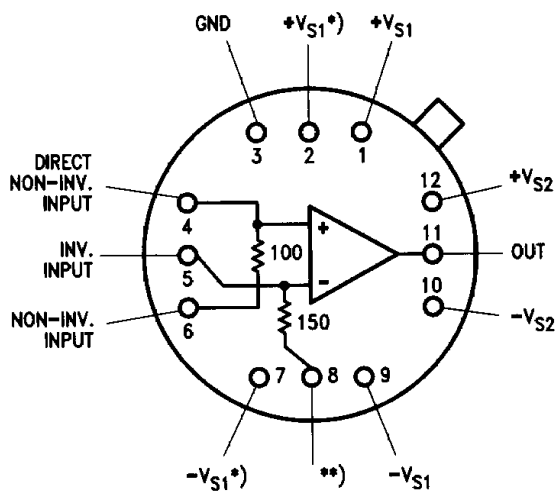 GND
+VS1*)
+VS1
3
2
1
DIRECT
NON-INV.
INPUT
4
12
+VS2
+
100
11
OUT
INV.
INPUT
5
-
10
-VS2
NON-INV.
INPUT
6
150
7
8
9
-VS1*)
**)
-VS1